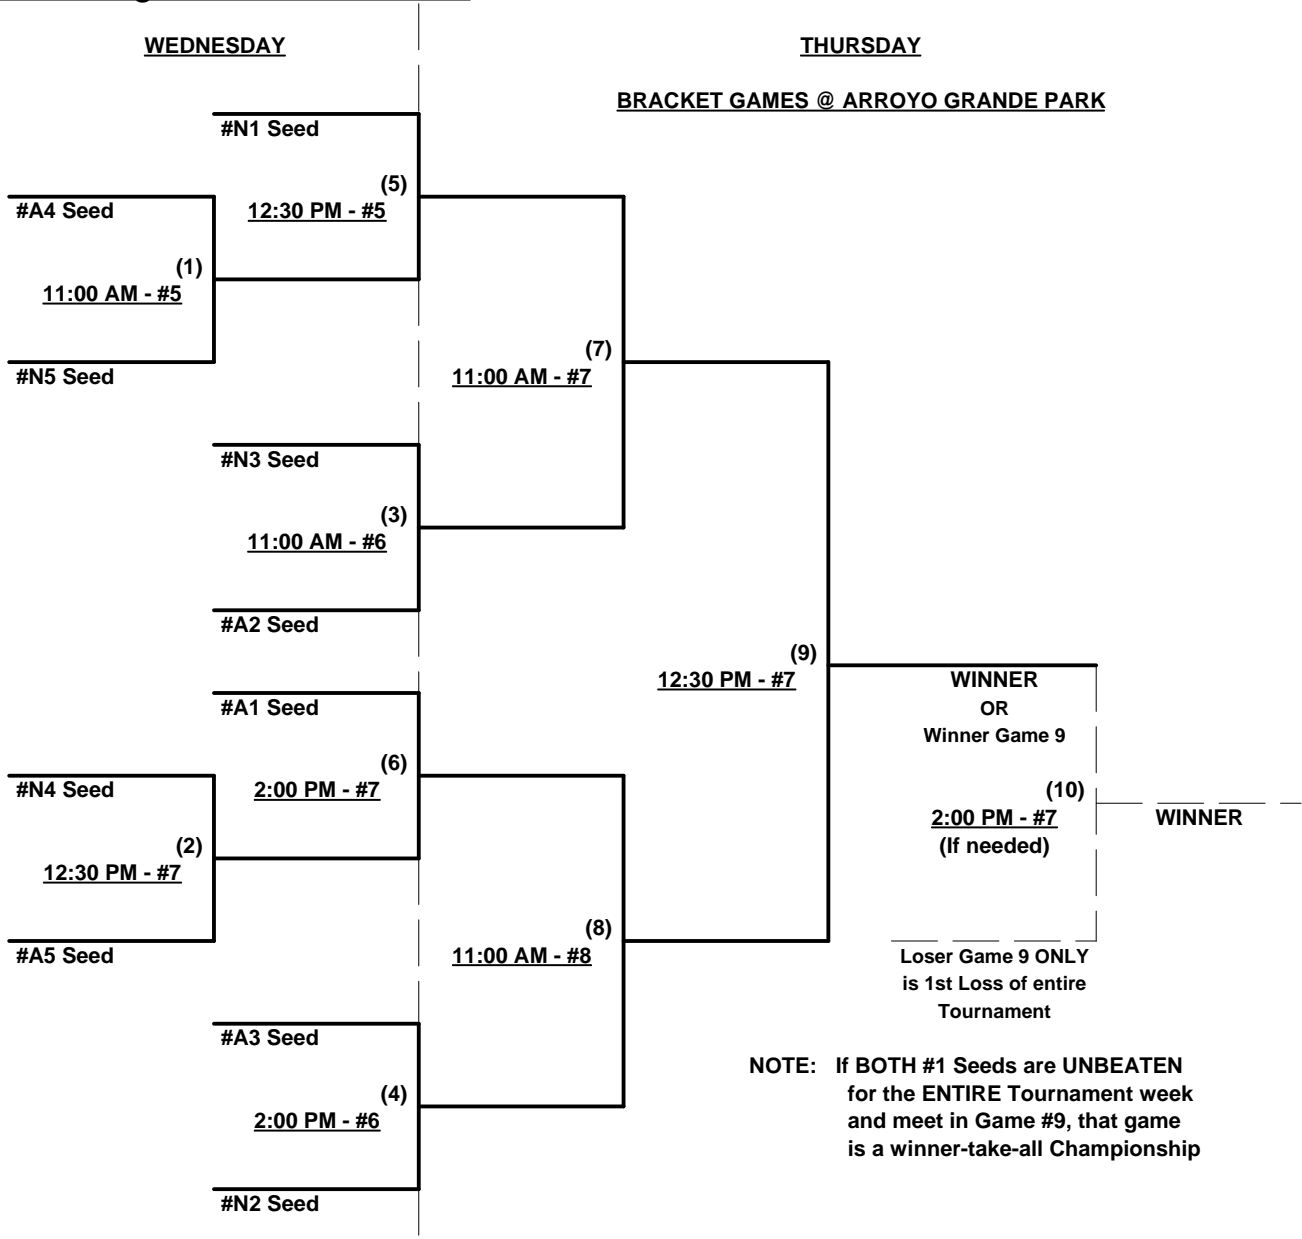 WEDNESDAY
THURSDAY
BRACKET GAMES @ ARROYO GRANDE PARK
#N1 Seed
(5)
12:30 PM - #5
#A4 Seed
(1)
11:00 AM - #5
#N5 Seed
(7)
11:00 AM - #7
#N3 Seed
(3)
11:00 AM - #6
#A2 Seed
(9)
12:30 PM - #7
#A1 Seed
(6)
2:00 PM - #7
#N4 Seed
(2)
12:30 PM - #7
#A5 Seed
(8)
11:00 AM - #8
#A3 Seed
(4)
2:00 PM - #6
#N2 Seed
WINNER
OR
Winner Game 9
(10)
2:00 PM - #7
(If needed)
WINNER
Loser Game 9 ONLY
is 1st Loss of entire
Tournament
NOTE: If BOTH #1 Seeds are UNBEATEN
for the ENTIRE Tournament week
and meet in Game #9, that game
is a winner-take-all Championship